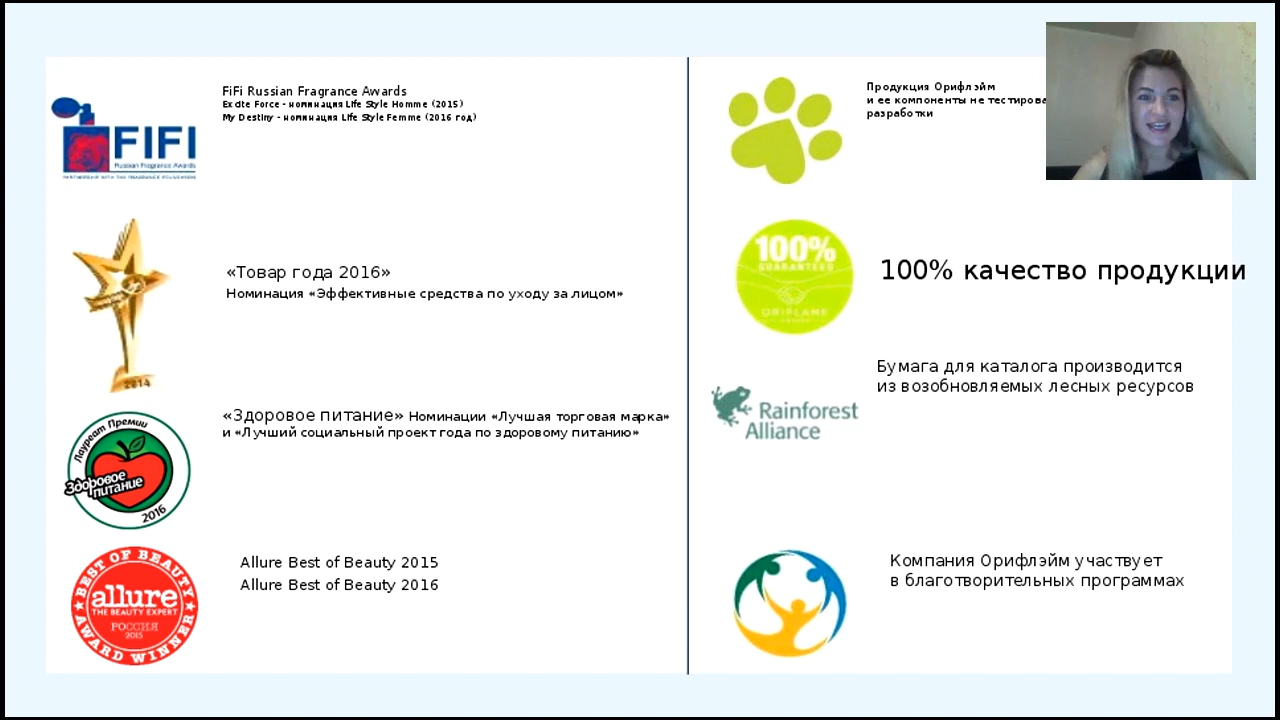 FiFi Russian Fragrance Awards
Excite Force - номинация Life Style Homme (2015)
My Destiny - номинация Life Style Femme (2016 год)
FIFI
Russian Fragrance Awards
PARTNERSHIP WITH THE FRAGRANCE FOUNDATION
«Товар года 2016»
Номинация «Эффективные средства по уходу за лицом»
2014
«Здоровое питание» Номинации «Лучшая торговая марка»
и «Лучший социальный проект года по здоровому питанию»
Лауреат Премии
Здоровое
питание
2016
Allure Best of Beauty 2015
Allure Best of Beauty 2016
BEST OF BEAUTY
allure
THE BEAUTY EXPERT
РОССИЯ
2015
AWARD WINNER
Продукция Орифлэйм
и ее компоненты не тестирова
разработки
100%
GUARANTEED
ORIFLAME
100% качество продукции
Бумага для каталога производится
из возобновляемых лесных ресурсов
Rainforest
Alliance
Компания Орифлэйм участвует
в благотворительных программах